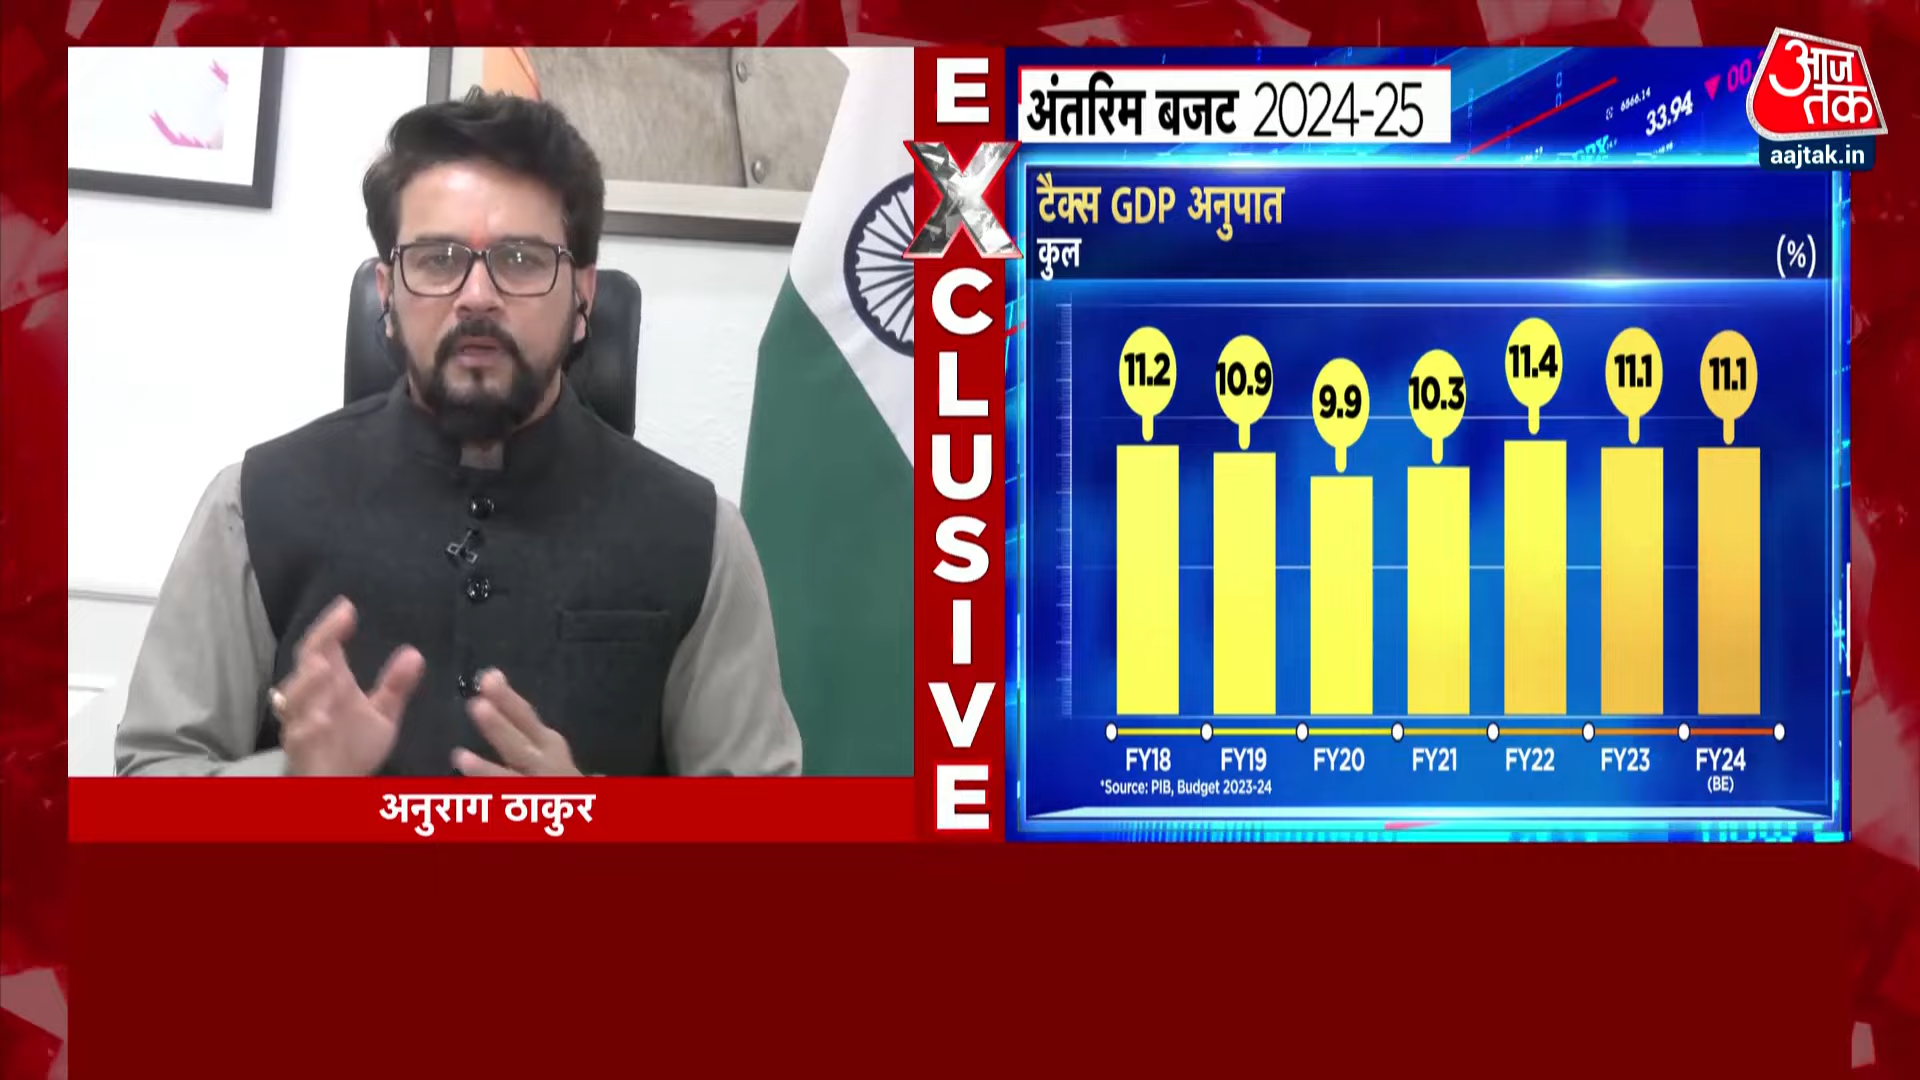 EXCLUSIVE
अंतरिम बजट 2024-25
33.94
आज
तक
aajtak.in
टैक्स GDP अनुपात
कुल
(%)
11.2 10.9 9.9 10.3 11.4 11.1 11.1
FY18 FY19 FY20 FY21 FY22 FY23 FY24
(BE)
*Source: PIB, Budget 2023-24
अनुराग ठाकुर